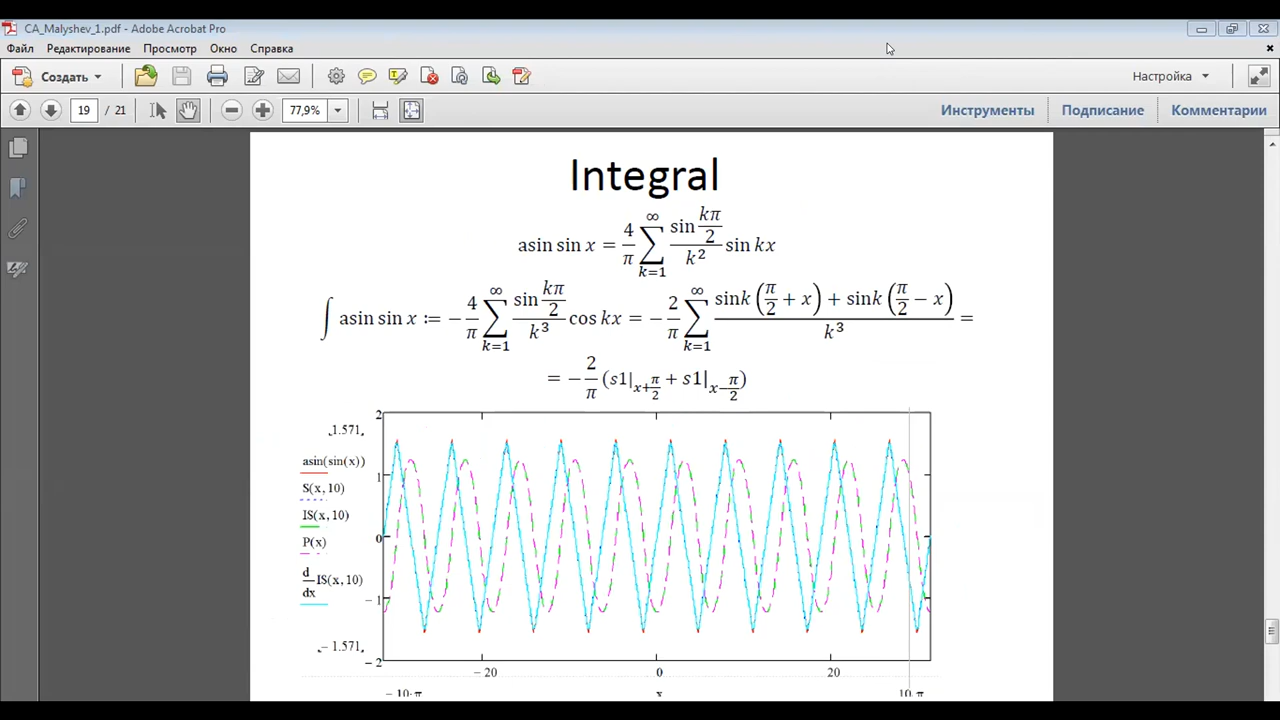 CA_Malyshev_1.pdf - Adobe Acrobat Pro
Файл Редактирование Просмотр Окно Справка
Создать Настройка
19 / 21 77,9% Инструменты Подписание Комментарии
Integral
asin sin x = 4/π ∑_{k=1}^{∞} (sin kπ/2)/k² sin kx
∫ asin sin x := − 4/π ∑_{k=1}^{∞} (sin kπ/2)/k³ cos kx = − 2/π ∑_{k=1}^{∞} (sink(π/2 + x) + sink(π/2 − x))/k³ =
= − 2/π (s1|_{x+π/2} + s1|_{x−π/2})
1.571,
asin(sin(x))
S(x, 10)
IS(x, 10)
P(x)
d/dx IS(x, 10)
− 1.571,
2
1
0
− 1
− 2
− 20 0 20
− 10·π x 10·π